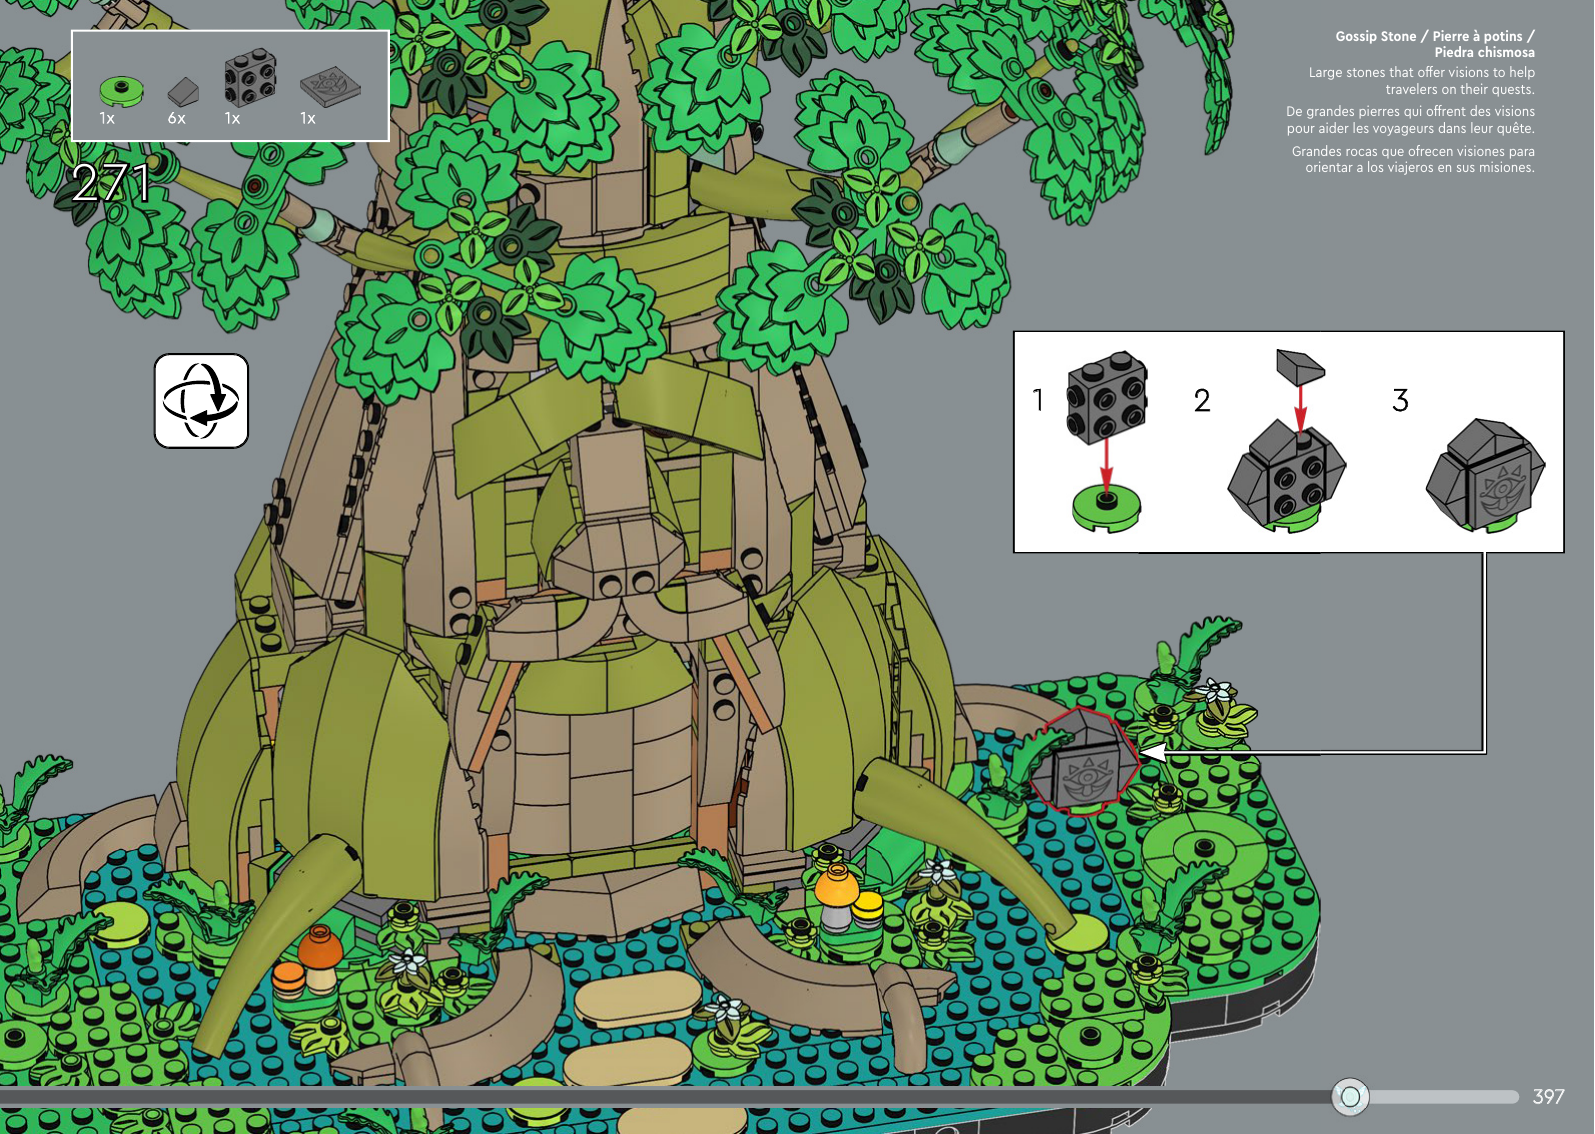 1x 6x 1x 1x
271
Gossip Stone / Pierre à potins /
Piedra chismosa
Large stones that offer visions to help
travelers on their quests.
De grandes pierres qui offrent des visions
pour aider les voyageurs dans leur quête.
Grandes rocas que ofrecen visiones para
orientar a los viajeros en sus misiones.
1 2 3
397